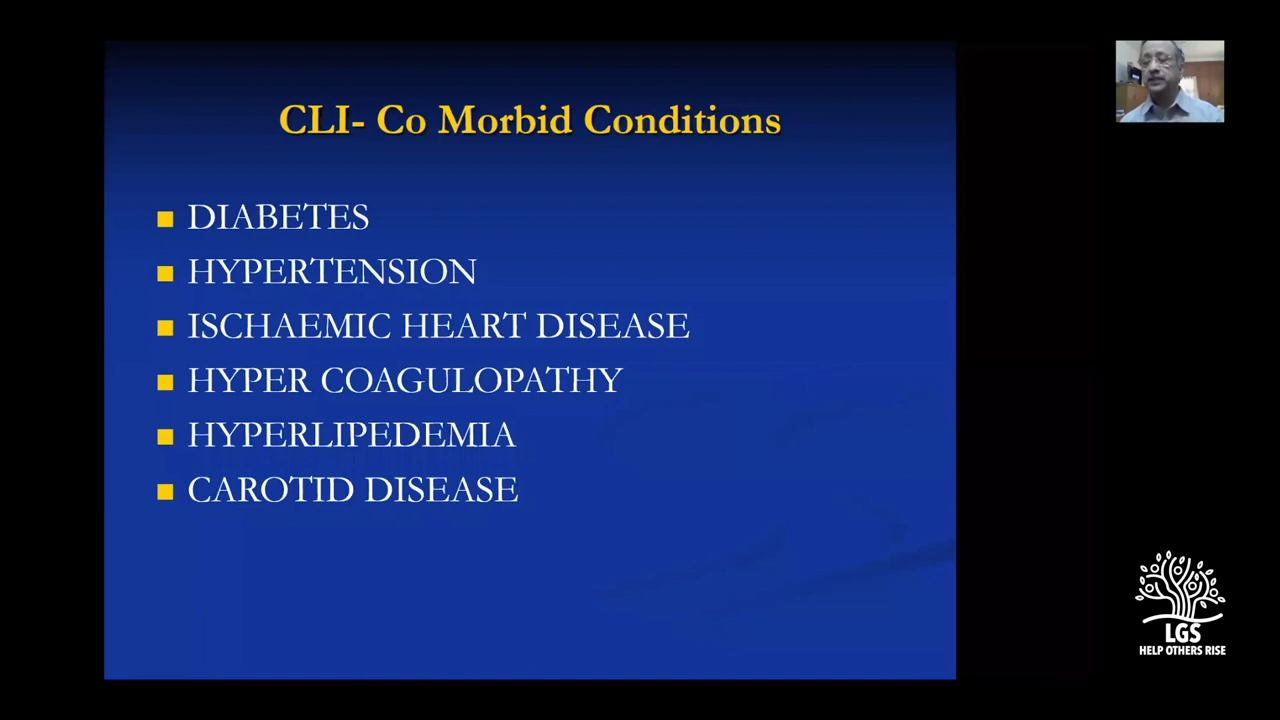 CLI- Co Morbid Conditions
DIABETES
HYPERTENSION
ISCHAEMIC HEART DISEASE
HYPER COAGULOPATHY
HYPERLIPEDEMIA
CAROTID DISEASE
LGS
HELP OTHERS RISE